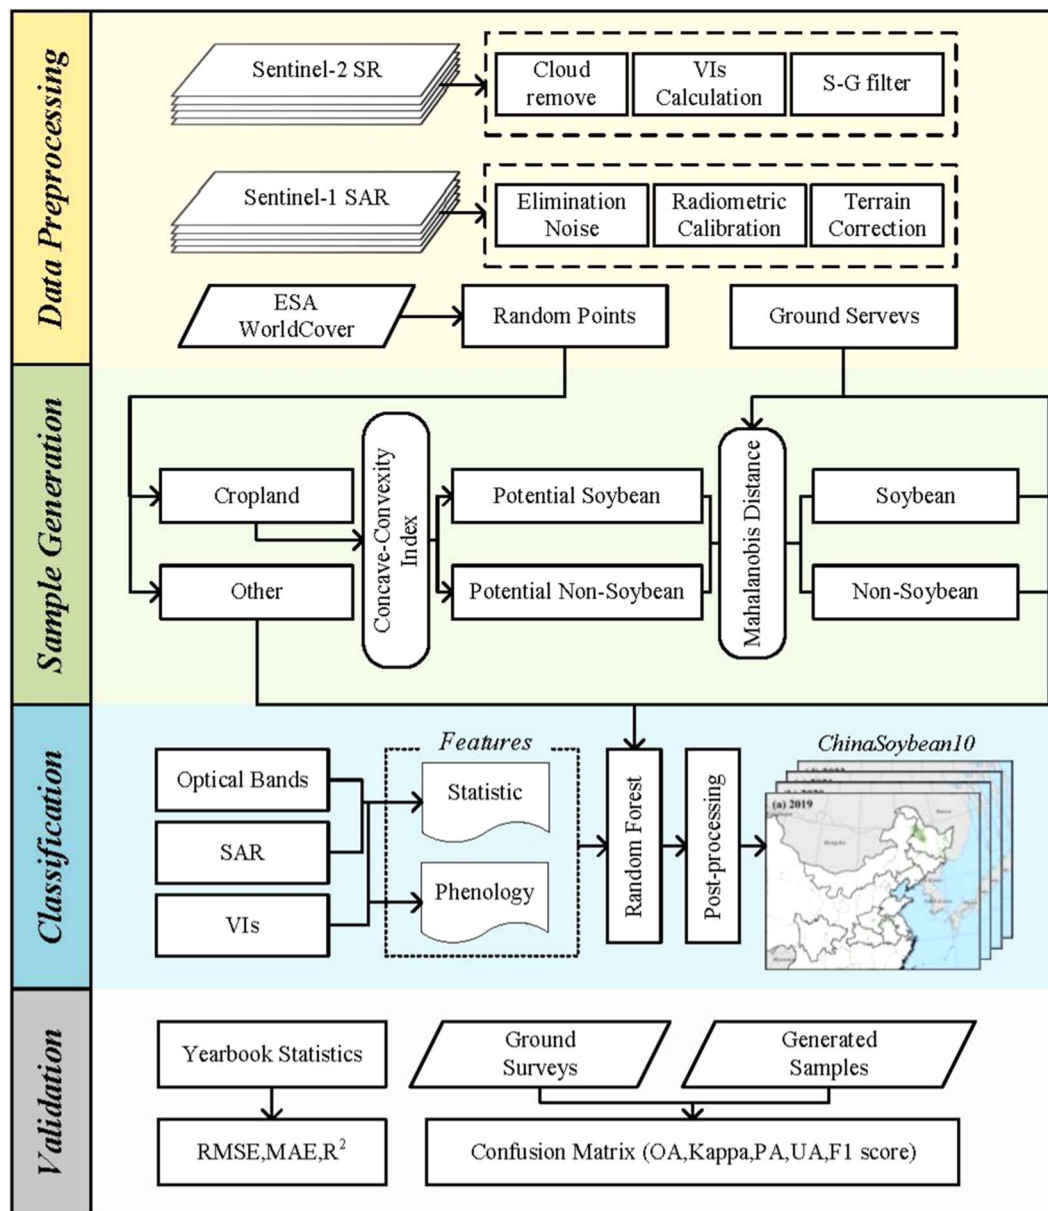 Data Preprocessing
Sentinel-2 SR
Cloud
remove
VIs
Calculation
S-G filter
Sentinel-1 SAR
Elimination
Noise
Radiometric
Calibration
Terrain
Correction
ESA
WorldCover
Random Points
Ground Servevs
Sample Generation
Cropland
Other
Concave-Convexity
Index
Potential Soybean
Potential Non-Soybean
Mahalanobis Distance
Soybean
Non-Soybean
Classification
Optical Bands
SAR
VIs
Features
Statistic
Phenology
Random Forest
Post-processing
ChinaSoybean10
(a) 2019
Validation
Yearbook Statistics
RMSE,MAE,R²
Ground
Surveys
Generated
Samples
Confusion Matrix (OA,Kappa,PA,UA,F1 score)